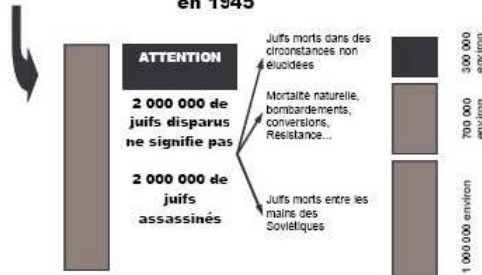 en 1945
ATTENTION
2 000 000 de
juifs disparus
ne signifie pas
2 000 000 de
juifs
assassinés
Juifs morts dans des
circonstances non
élucidées
Mortalité naturelle,
bombardements,
conversions,
Résistance...
Juifs morts entre les
mains des
Soviétiques
300 000
environ
700 000
environ
1 000 000 environ